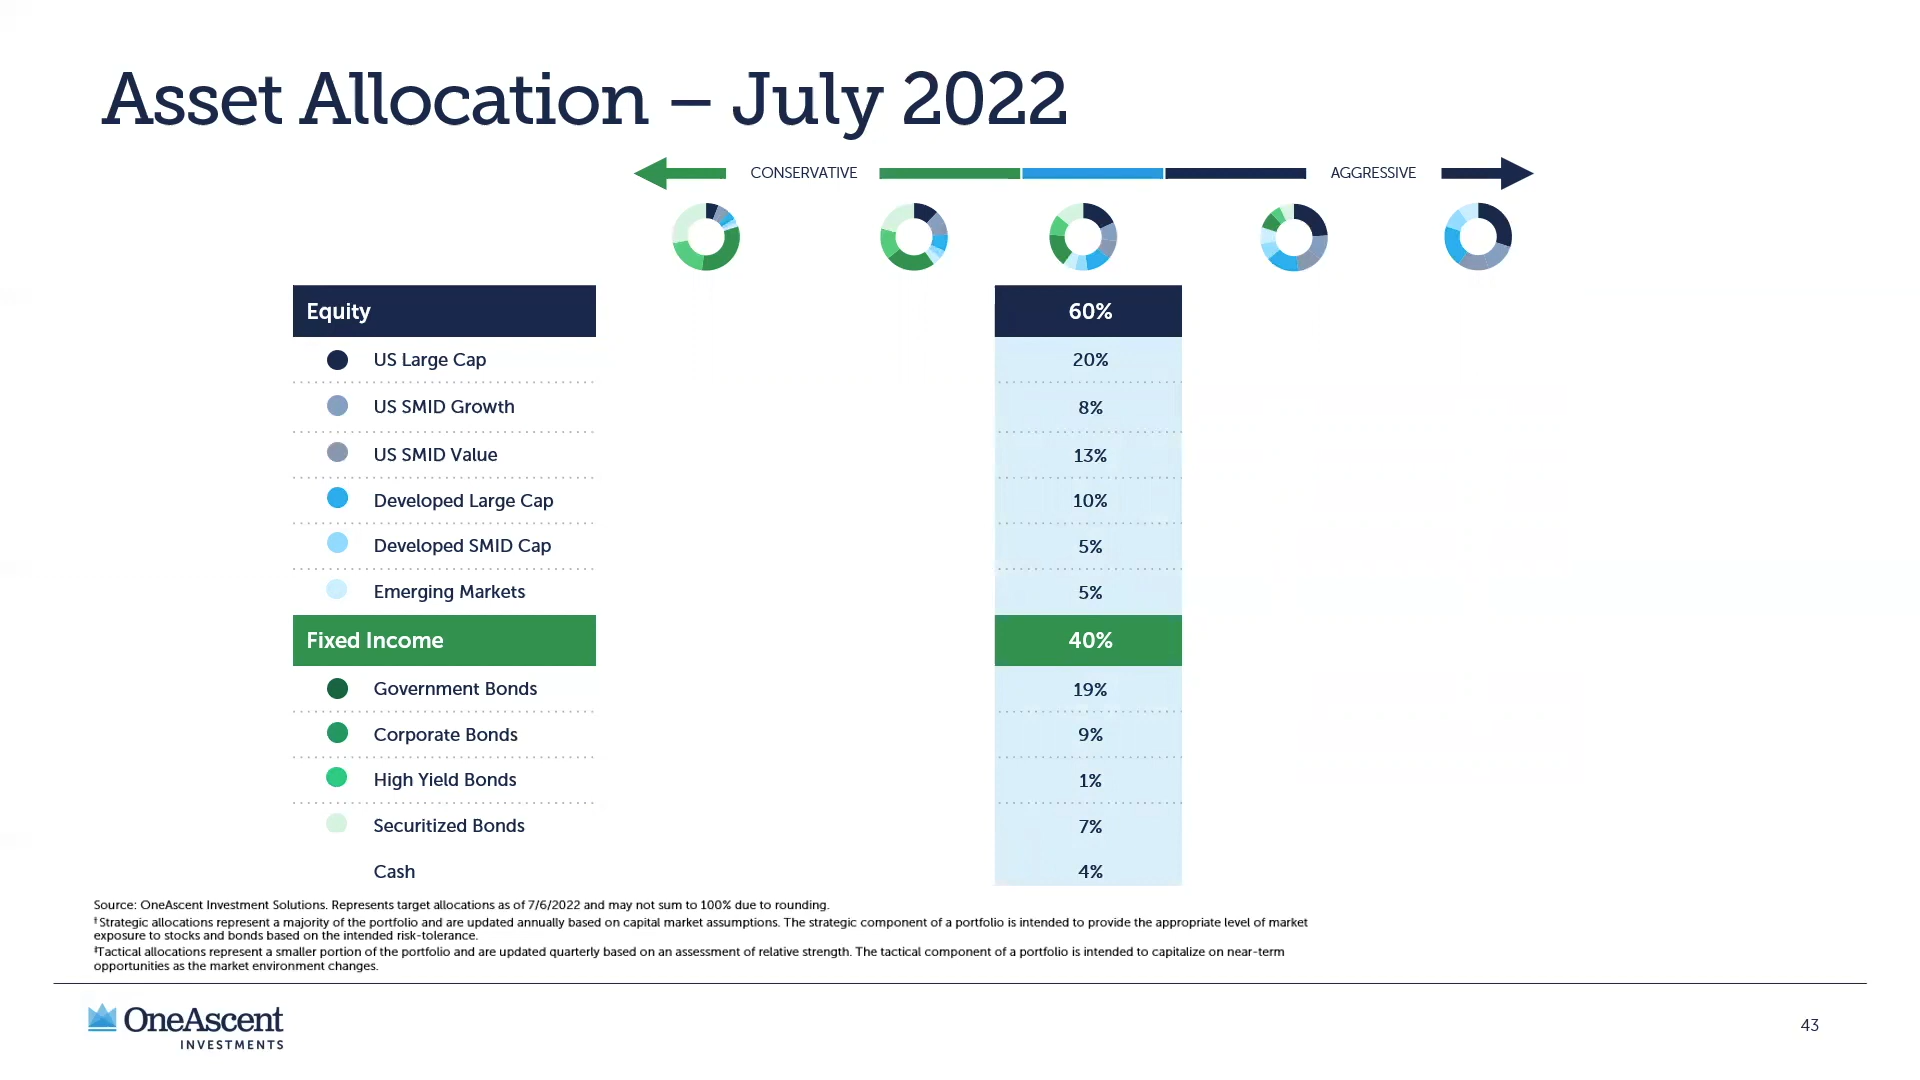 Asset Allocation – July 2022
CONSERVATIVE
AGGRESSIVE
Equity 60%
US Large Cap 20%
US SMID Growth 8%
US SMID Value 13%
Developed Large Cap 10%
Developed SMID Cap 5%
Emerging Markets 5%
Fixed Income 40%
Government Bonds 19%
Corporate Bonds 9%
High Yield Bonds 1%
Securitized Bonds 7%
Cash 4%
Source: OneAscent Investment Solutions. Represents target allocations as of 7/6/2022 and may not sum to 100% due to rounding.
ƚ Strategic allocations represent a majority of the portfolio and are updated annually based on capital market assumptions. The strategic component of a portfolio is intended to provide the appropriate level of market
exposure to stocks and bonds based on the intended risk-tolerance.
‡Tactical allocations represent a smaller portion of the portfolio and are updated quarterly based on an assessment of relative strength. The tactical component of a portfolio is intended to capitalize on near-term
opportunities as the market environment changes.
OneAscent
INVESTMENTS
43